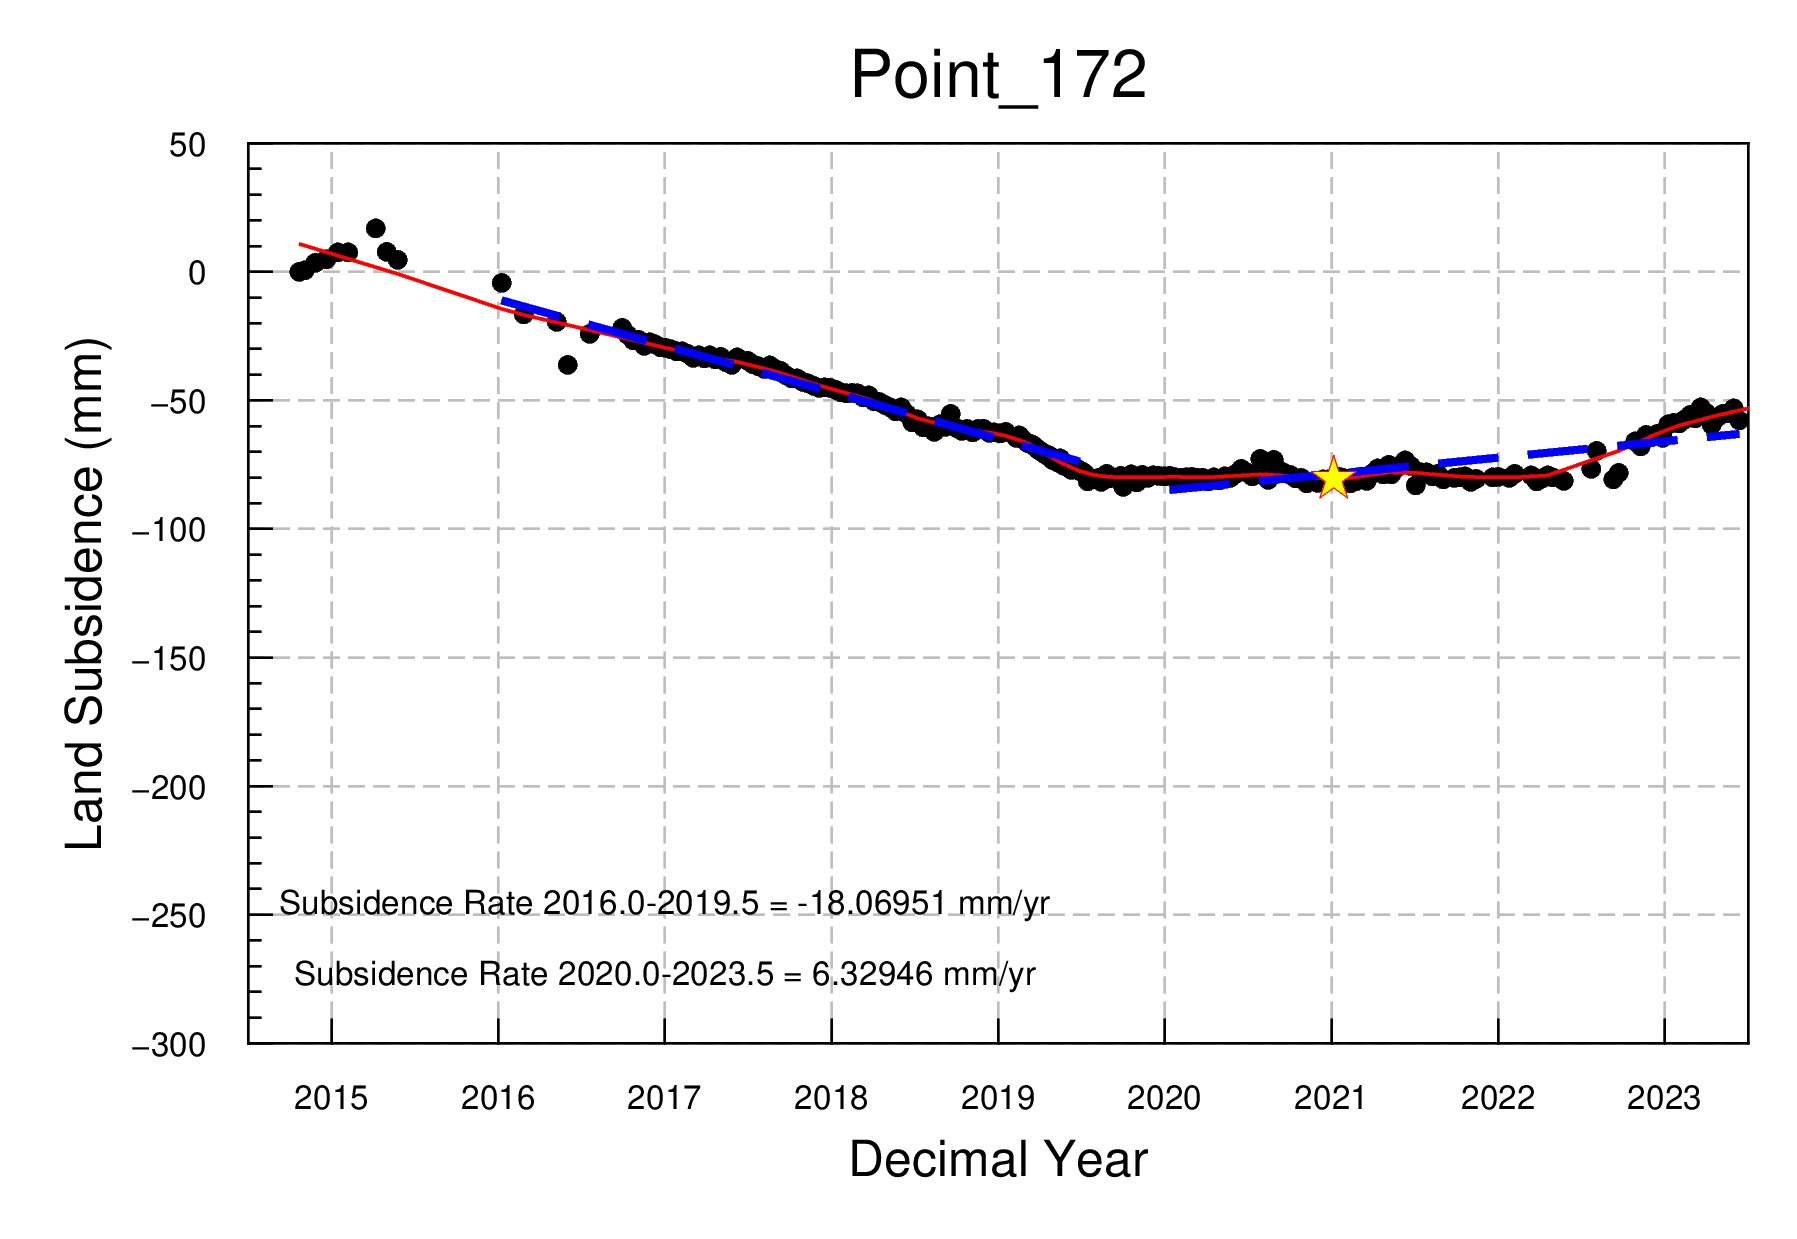 Point_172
50
0
−50
−100
−150
−200
−250
−300
Land Subsidence (mm)
Subsidence Rate 2016.0-2019.5 = -18.06951 mm/yr
Subsidence Rate 2020.0-2023.5 = 6.32946 mm/yr
2015 2016 2017 2018 2019 2020 2021 2022 2023
Decimal Year